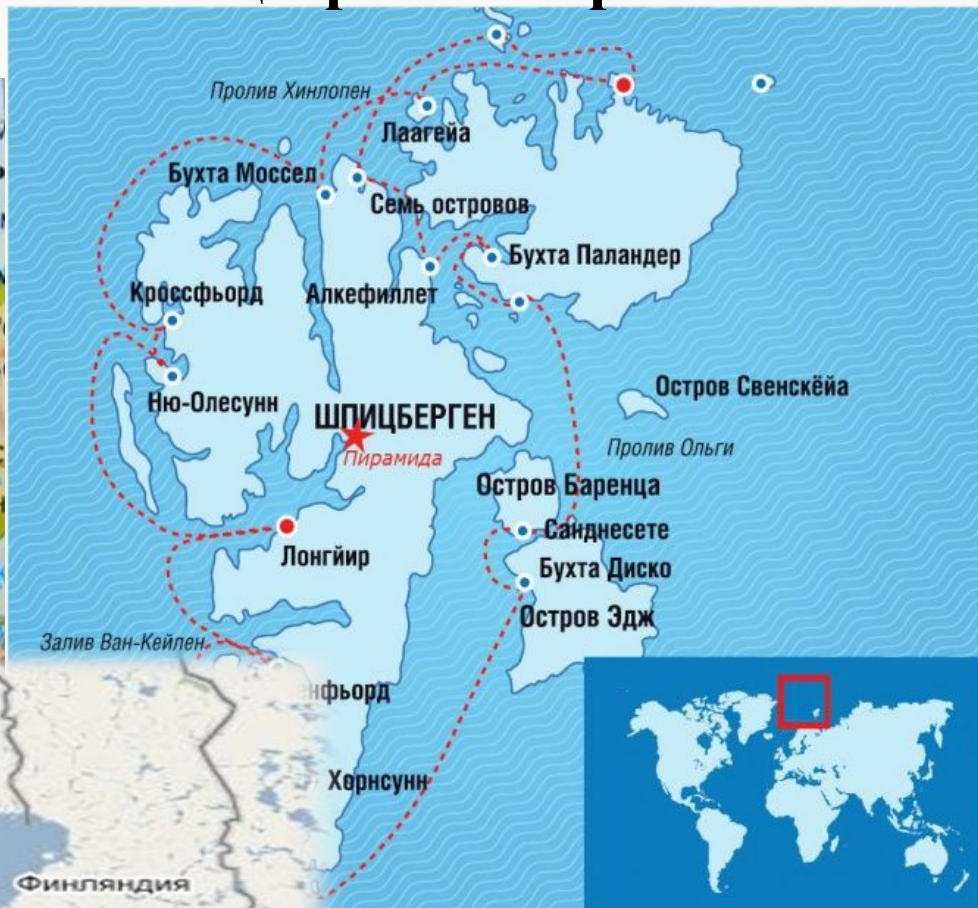 Пролив Хинлопен
Лаагейа
Бухта Моссел
Семь островов
Бухта Паландер
Алкефиллет
Кроссфьорд
Остров Свенскёйа
Ню-Олесунн
ШПИЦБЕРГЕН
Пролив Ольги
Пирамида
Остров Баренца
Санднесете
Лонгйир
Бухта Диско
Остров Эдж
Залив Ван-Кейлен
Хорнсунн
Финляндия